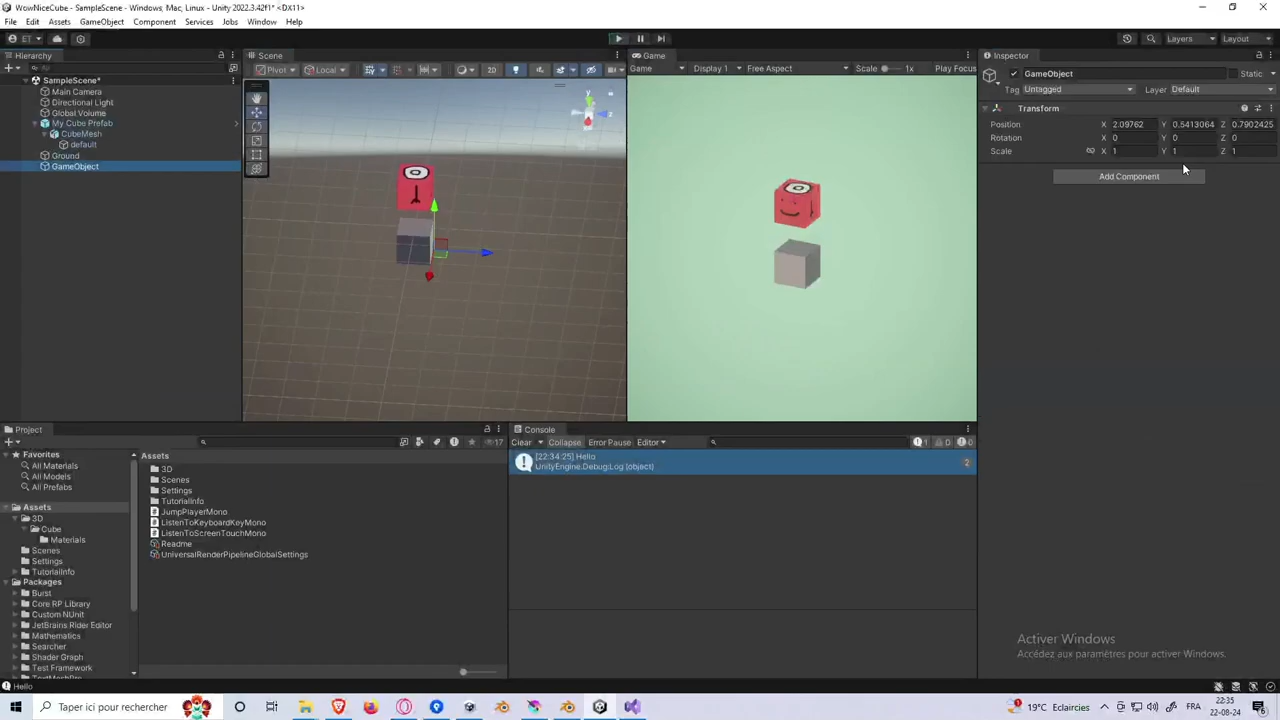 WowNiceCube - SampleScene - Windows, Mac, Linux - Unity 2022.3.42f1* <DX11>
File Edit Assets GameObject Component Services Jobs Window Help
ET
Layers
Layout
Hierarchy
All
SampleScene*
Main Camera
Directional Light
Global Volume
My Cube Prefab
CubeMesh
default
Ground
GameObject
Scene
Pivot
Local
2D
y
z
Game
Game Display 1 Free Aspect Scale 1x Play Focus
Inspector
GameObject Static
Tag Untagged Layer Default
Transform
Position X 2.09762 Y 0.5413064 Z 0.7902425
Rotation X 0 Y 0 Z 0
Scale X 1 Y 1 Z 1
Add Component
Project
17
Favorites
All Materials
All Models
All Prefabs
Assets
3D
Cube
Materials
Scenes
Settings
TutorialInfo
Packages
Burst
Core RP Library
Custom NUnit
JetBrains Rider Editor
Mathematics
Searcher
Shader Graph
Test Framework
TextMeshPro
Assets
3D
Scenes
Settings
TutorialInfo
JumpPlayerMono
ListenToKeyboardKeyMono
ListenToScreenTouchMono
Readme
UniversalRenderPipelineGlobalSettings
Console
Clear Collapse Error Pause Editor 1 0 0
[22:34:25] Hello
UnityEngine.Debug:Log (object)
2
Activer Windows
Accédez aux paramètres pour activer Windows.
Hello
Taper ici pour rechercher
19°C Eclaircies
FRA
22:35
22-08-24